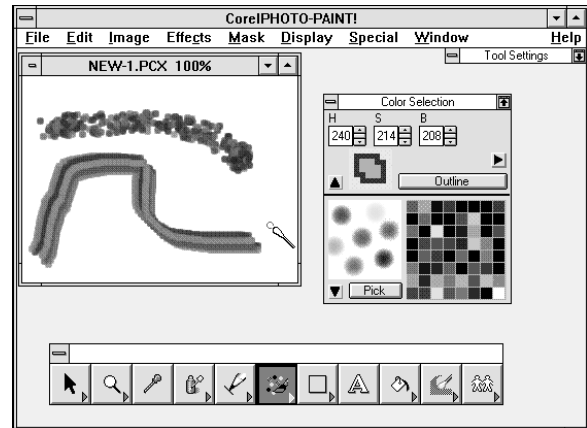 CorelPHOTO-PAINT!
File Edit Image Effects Mask Display Special Window Help
Tool Settings
NEW-1.PCX 100%
Color Selection
H S B
240 214 208
Outline
Pick
A